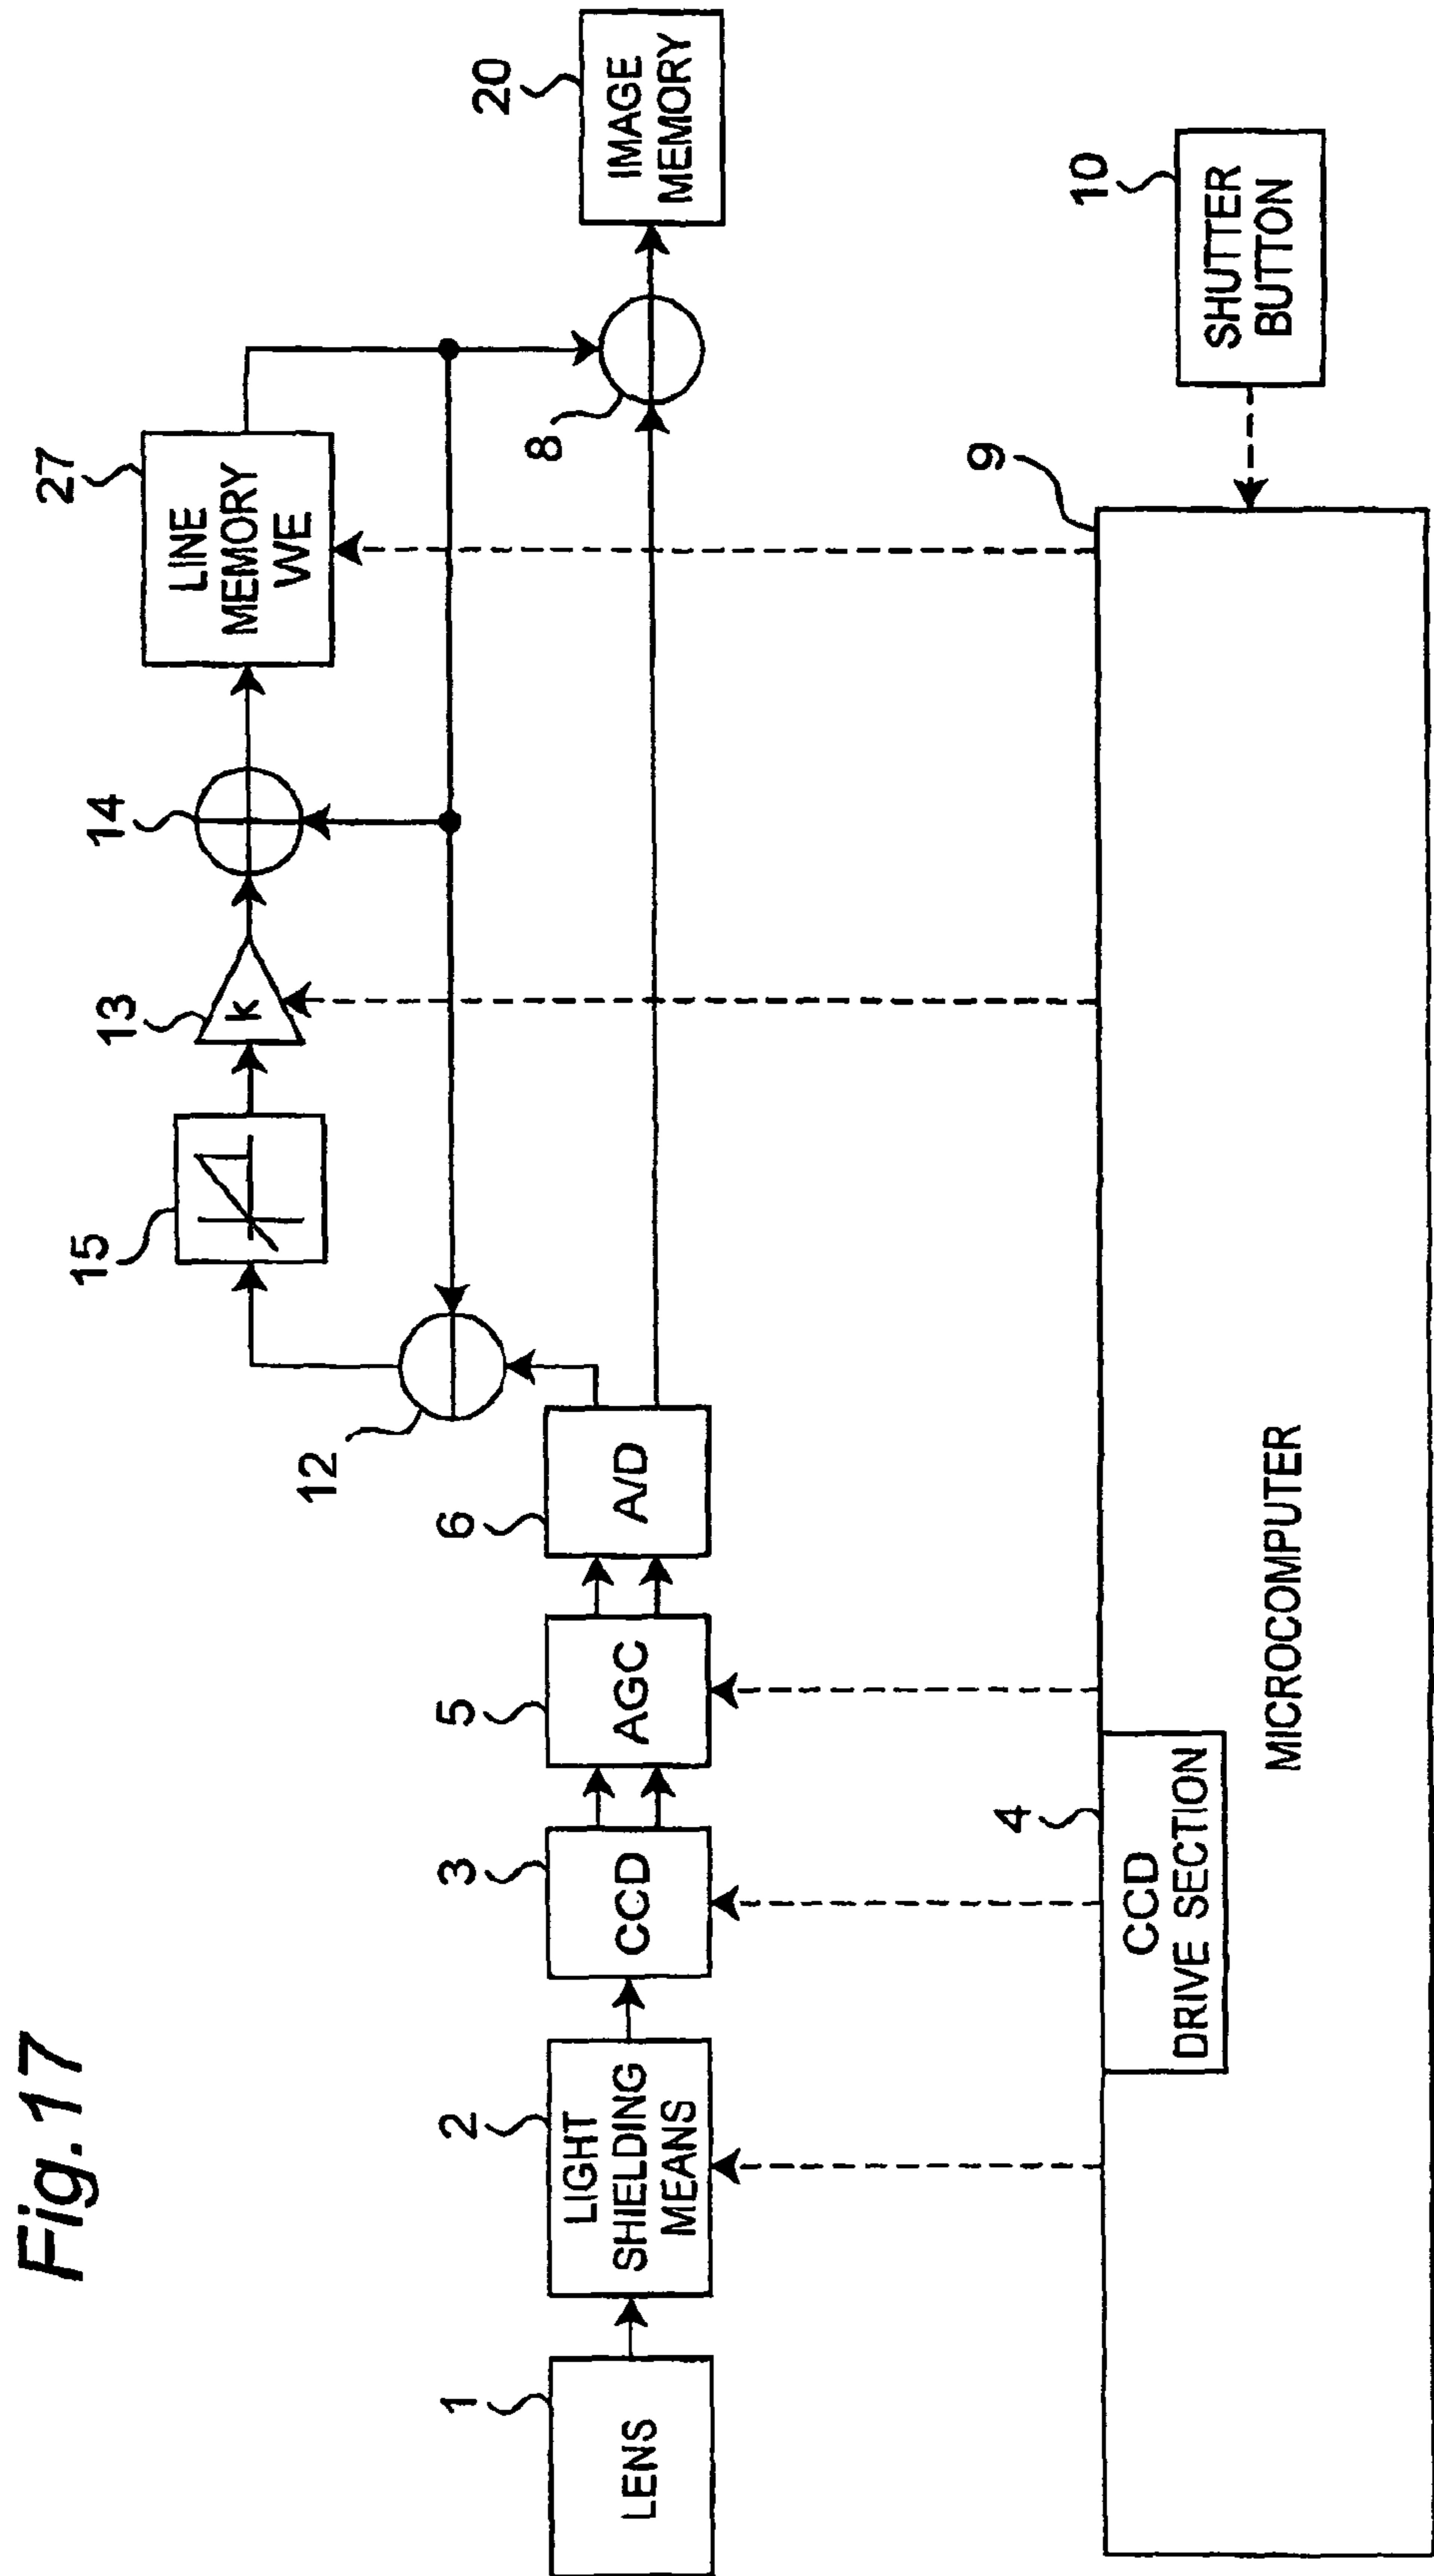 Fig.17
1
LENS
2
LIGHT
SHIELDING
MEANS
3
CCD
5
AGC
6
A/D
12
15
13
k
14
27
LINE
MEMORY
WE
8
20
IMAGE
MEMORY
4
CCD
DRIVE SECTION
MICROCOMPUTER
9
10
SHUTTER
BUTTON